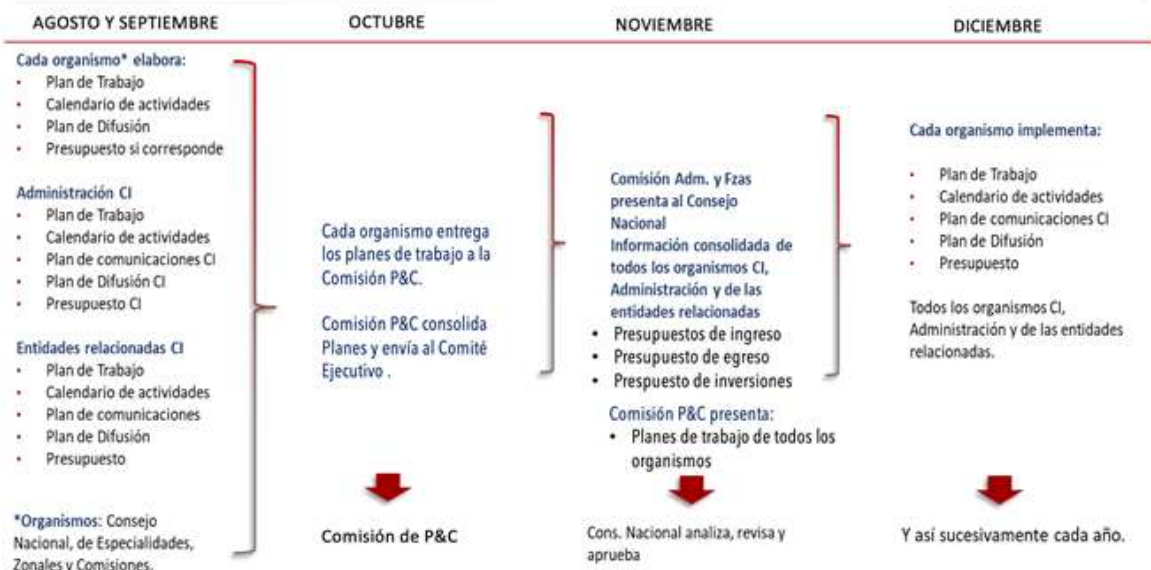 AGOSTO Y SEPTIEMBRE
Cada organismo* elabora:
• Plan de Trabajo
• Calendario de actividades
• Plan de Difusión
• Presupuesto si corresponde
Administración CI
• Plan de Trabajo
• Calendario de actividades
• Plan de comunicaciones CI
• Plan de Difusión CI
• Presupuesto CI
Entidades relacionadas CI
• Plan de Trabajo
• Calendario de actividades
• Plan de comunicaciones
• Plan de Difusión
• Presupuesto
*Organismos: Consejo
Nacional, de Especialidades,
Zonales y Comisiones.
OCTUBRE
Cada organismo entrega
los planes de trabajo a la
Comisión P&C.
Comisión P&C consolida
Planes y envía al Comité
Ejecutivo .
Comisión de P&C
NOVIEMBRE
Comisión Adm. y Fzas
presenta al Consejo
Nacional
Información consolidada de
todos los organismos CI,
Administración y de las
entidades relacionadas
• Presupuestos de ingreso
• Presupuesto de egreso
• Prespuesto de inversiones
Comisión P&C presenta:
• Planes de trabajo de todos los
organismos
Cons. Nacional analiza, revisa y
aprueba
DICIEMBRE
Cada organismo implementa:
• Plan de Trabajo
• Calendario de actividades
• Plan de comunicaciones CI
• Plan de Difusión
• Presupuesto
Todos los organismos CI,
Administración y de las entidades
relacionadas.
Y así sucesivamente cada año.